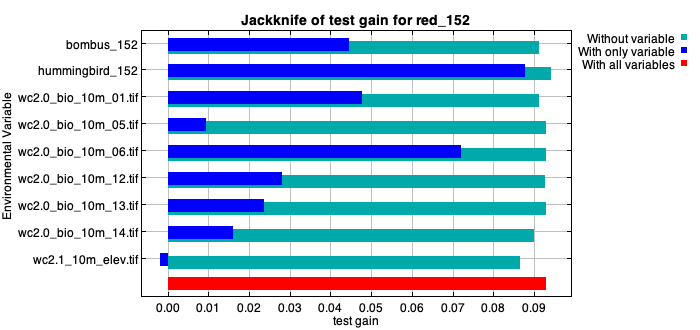 Jackknife of test gain for red_152
Without variable
With only variable
With all variables
Environmental Variable
bombus_152
hummingbird_152
wc2.0_bio_10m_01.tif
wc2.0_bio_10m_05.tif
wc2.0_bio_10m_06.tif
wc2.0_bio_10m_12.tif
wc2.0_bio_10m_13.tif
wc2.0_bio_10m_14.tif
wc2.1_10m_elev.tif
0.00 0.01 0.02 0.03 0.04 0.05 0.06 0.07 0.08 0.09
test gain